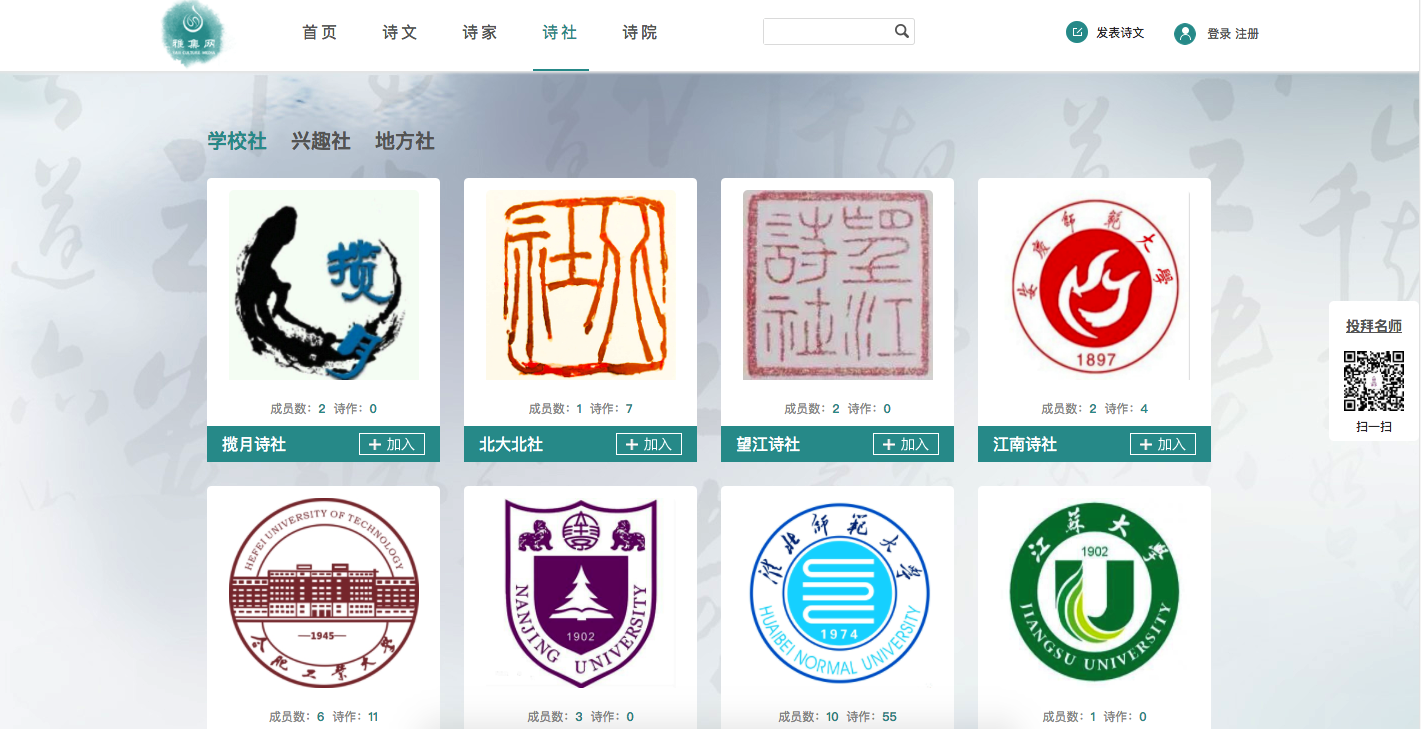 雅集网
首页 诗文 诗家 诗社 诗院
发表诗文 登录 注册
学校社 兴趣社 地方社
揽月
成员数：2 诗作：0
揽月诗社 + 加入
北社
成员数：1 诗作：7
北大北社 + 加入
望江詩社
成员数：2 诗作：0
望江诗社 + 加入
安慶師範大學
1897
成员数：2 诗作：4
江南诗社 + 加入
投拜名师
扫一扫
HEFEI UNIVERSITY OF TECHNOLOGY
1945
合肥工业大学
成员数：6 诗作：11
1902
NANJING UNIVERSITY
成员数：3 诗作：0
淮北师范大学
1974
HUAIBEI NORMAL UNIVERSITY
成员数：10 诗作：55
江蘇大學
1902
JIANGSU UNIVERSITY
成员数：1 诗作：0